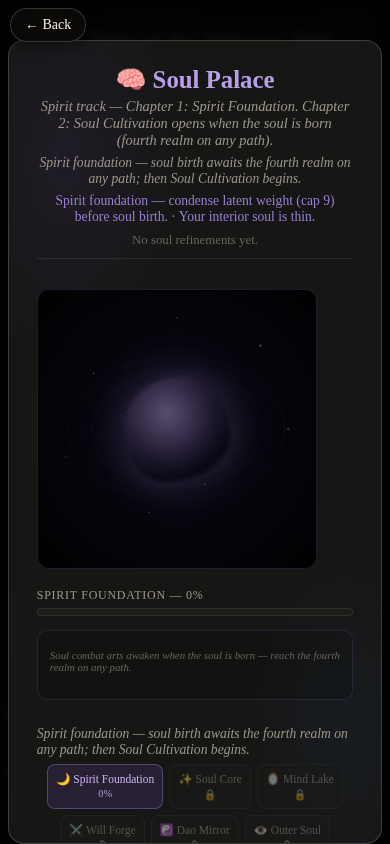 ← Back
🧠 Soul Palace
Spirit track — Chapter 1: Spirit Foundation. Chapter
2: Soul Cultivation opens when the soul is born
(fourth realm on any path).
Spirit foundation — soul birth awaits the fourth realm on
any path; then Soul Cultivation begins.
Spirit foundation — condense latent weight (cap 9)
before soul birth. · Your interior soul is thin.
No soul refinements yet.
SPIRIT FOUNDATION — 0%
Soul combat arts awaken when the soul is born — reach the fourth
realm on any path.
Spirit foundation — soul birth awaits the fourth realm on
any path; then Soul Cultivation begins.
🌙 Spirit Foundation ✨ Soul Core 🪞 Mind Lake
0% 🔒 🔒
⚔️ Will Forge ☯️ Dao Mirror 👁️ Outer Soul